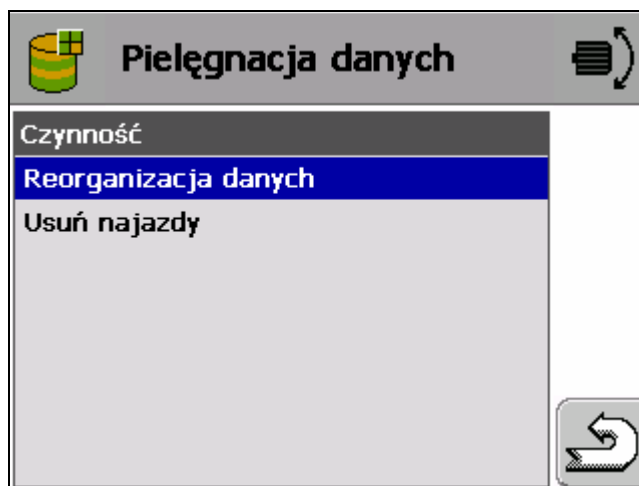 Pielęgnacja danych
Czynność
Reorganizacja danych
Usuń najazdy